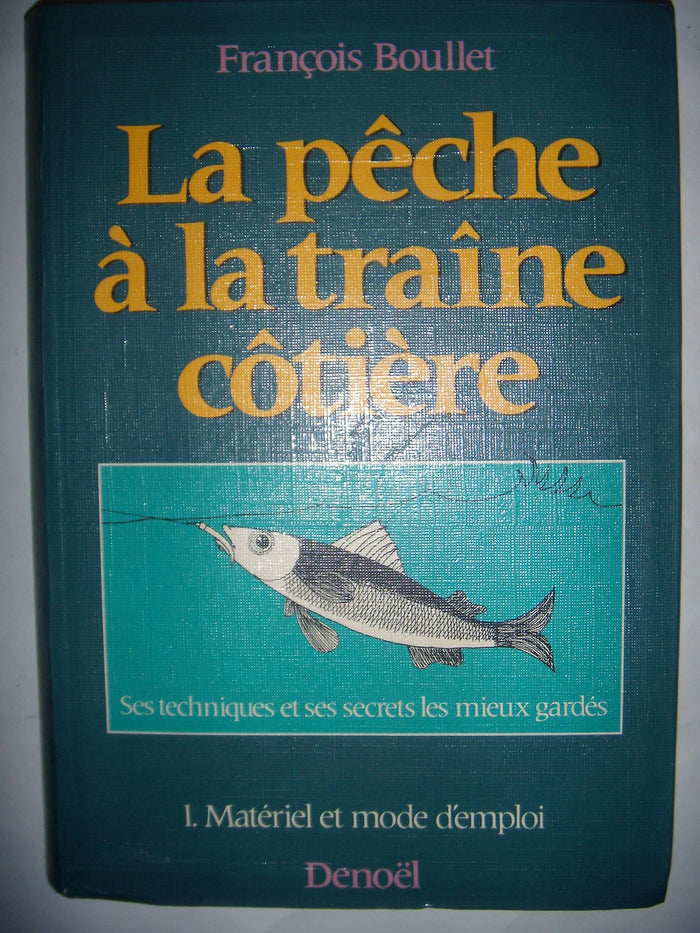 François Boullet
La pêche
à la traîne
côtière
Ses techniques et ses secrets les mieux gardés
1. Matériel et mode d'emploi
Denoël